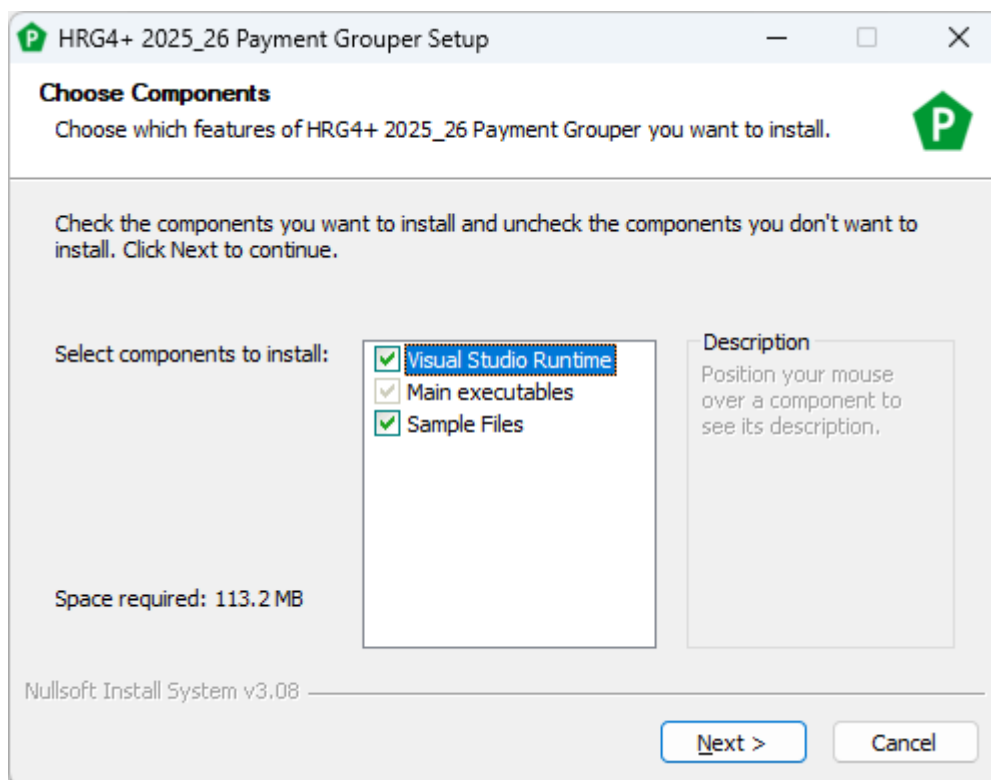 P HRG4+ 2025_26 Payment Grouper Setup
Choose Components
Choose which features of HRG4+ 2025_26 Payment Grouper you want to install.
P
Check the components you want to install and uncheck the components you don't want to
install. Click Next to continue.
Select components to install:
Visual Studio Runtime
Main executables
Sample Files
Description
Position your mouse
over a component to
see its description.
Space required: 113.2 MB
Nullsoft Install System v3.08
Next >
Cancel